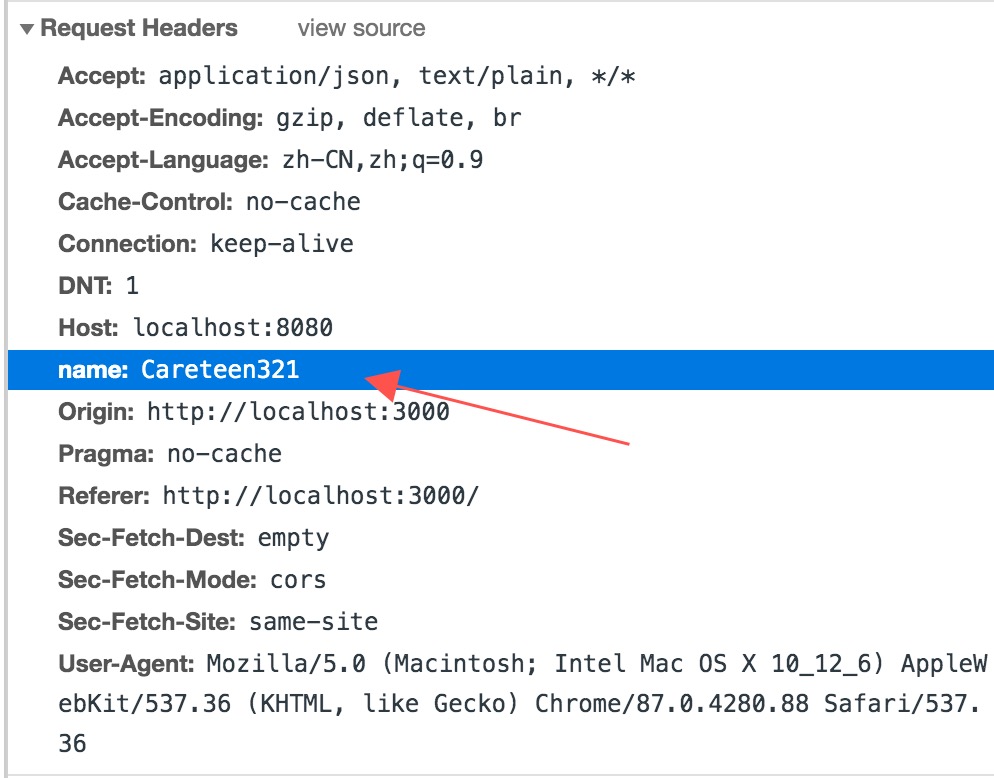 Request Headers view source
Accept: application/json, text/plain, */*
Accept-Encoding: gzip, deflate, br
Accept-Language: zh-CN,zh;q=0.9
Cache-Control: no-cache
Connection: keep-alive
DNT: 1
Host: localhost:8080
name: Careteen321
Origin: http://localhost:3000
Pragma: no-cache
Referer: http://localhost:3000/
Sec-Fetch-Dest: empty
Sec-Fetch-Mode: cors
Sec-Fetch-Site: same-site
User-Agent: Mozilla/5.0 (Macintosh; Intel Mac OS X 10_12_6) AppleW
ebKit/537.36 (KHTML, like Gecko) Chrome/87.0.4280.88 Safari/537.
36